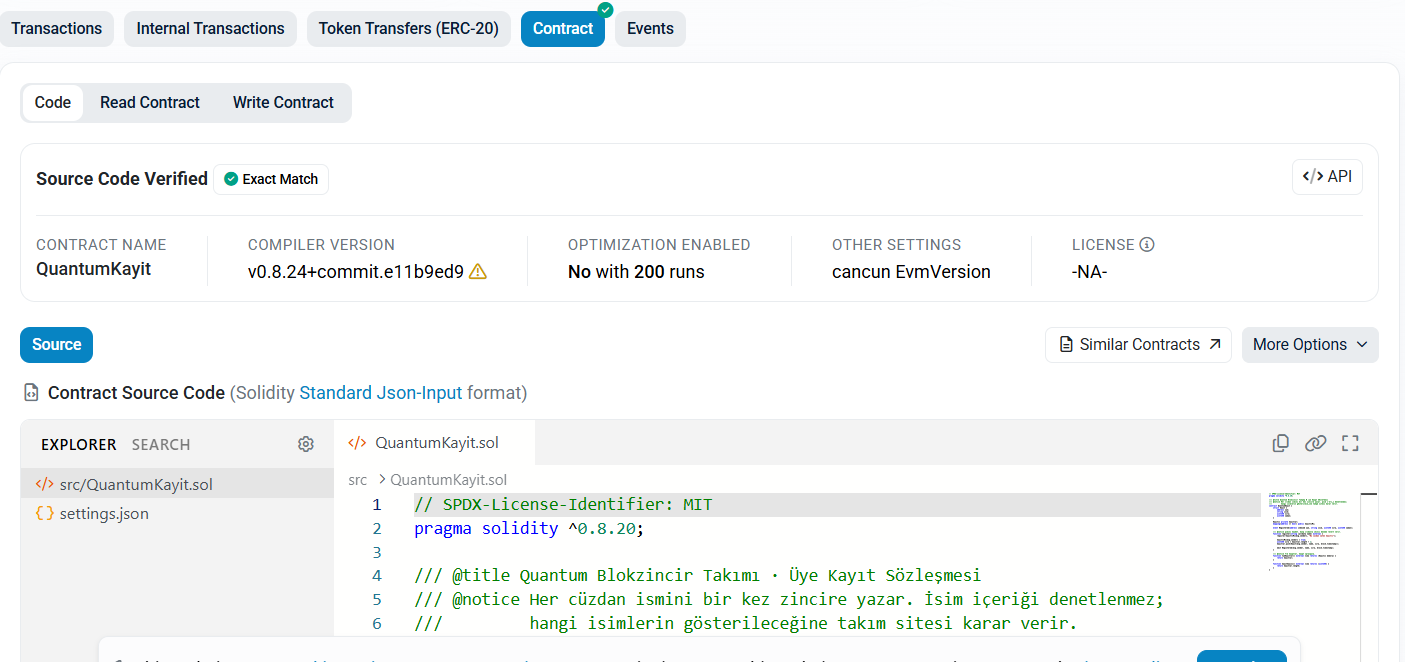 Transactions
Internal Transactions
Token Transfers (ERC-20)
Contract
Events
Code
Read Contract
Write Contract
Source Code Verified
Exact Match
</> API
CONTRACT NAME
QuantumKayit
COMPILER VERSION
v0.8.24+commit.e11b9ed9
OPTIMIZATION ENABLED
No with 200 runs
OTHER SETTINGS
cancun EvmVersion
LICENSE
-NA-
Source
Similar Contracts
More Options
Contract Source Code (Solidity Standard Json-Input format)
EXPLORER
SEARCH
</> src/QuantumKayit.sol
{} settings.json
</> QuantumKayit.sol
src > QuantumKayit.sol
1 // SPDX-License-Identifier: MIT
2 pragma solidity ^0.8.20;
3
4 /// @title Quantum Blokzincir Takımı · Üye Kayıt Sözleşmesi
5 /// @notice Her cüzdan ismini bir kez zincire yazar. İsim içeriği denetlenmez;
6 /// hangi isimlerin gösterileceğine takım sitesi karar verir.